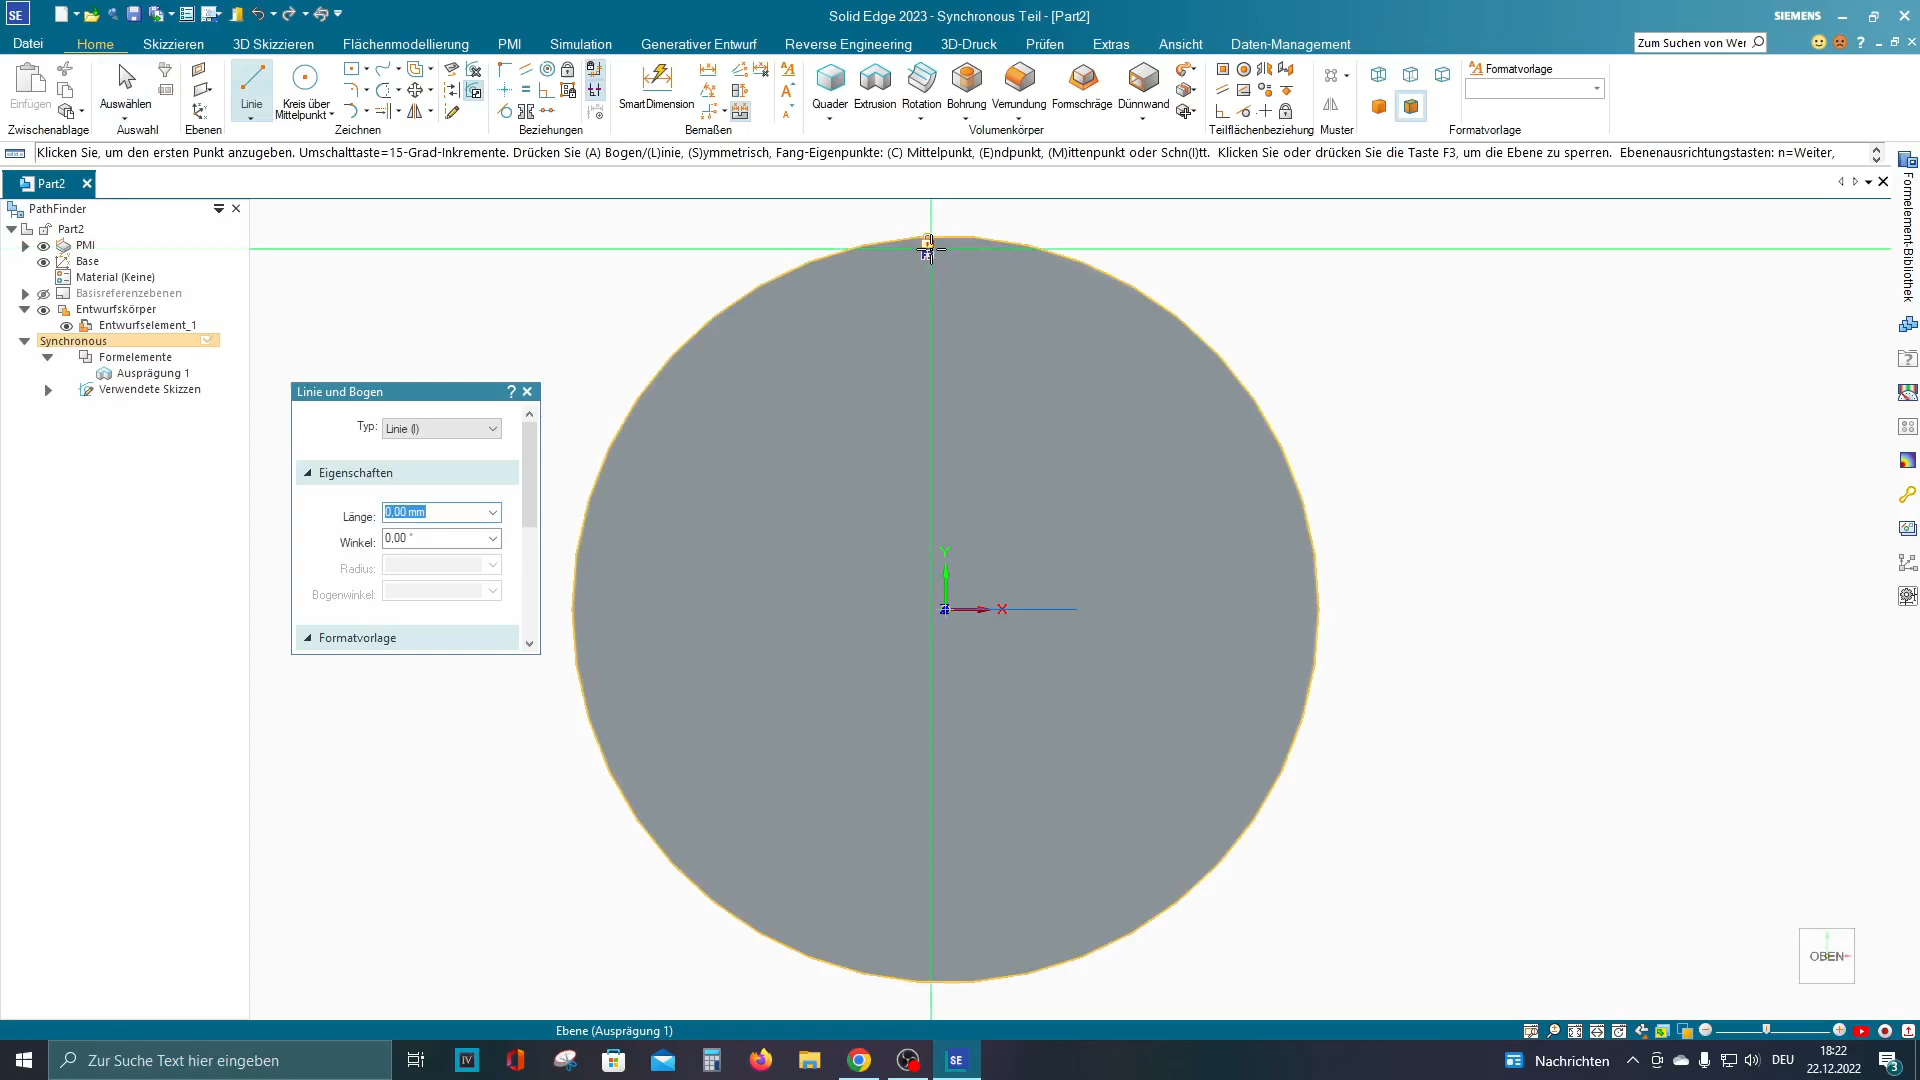 SE
Solid Edge 2023 - Synchronous Teil - [Part2]
SIEMENS
Datei
Home
Skizzieren
3D Skizzieren
Flächenmodellierung
PMI
Simulation
Generativer Entwurf
Reverse Engineering
3D-Druck
Prüfen
Extras
Ansicht
Daten-Management
Zum Suchen von Wer
Einfügen
Auswählen
Linie
Kreis über
Mittelpunkt
SmartDimension
Quader
Extrusion
Rotation
Bohrung
Verrundung
Formschräge
Dünnwand
Formatvorlage
Zwischenablage
Auswahl
Ebenen
Zeichnen
Beziehungen
Bemaßen
Volumenkörper
Teilflächenbeziehung
Muster
Formatvorlage
Klicken Sie, um den ersten Punkt anzugeben. Umschalttaste=15-Grad-Inkremente. Drücken Sie (A) Bogen/(L)inie, (S)ymmetrisch, Fang-Eigenpunkte: (C) Mittelpunkt, (E)ndpunkt, (M)ittenpunkt oder Schn(I)tt.  Klicken Sie oder drücken Sie die Taste F3, um die Ebene zu sperren.  Ebenenausrichtungstasten: n=Weiter,
Part2
PathFinder
Part2
PMI
Base
Material (Keine)
Basisreferenzebenen
Entwurfskörper
Entwurfselement_1
Synchronous
Formelemente
Ausprägung 1
Verwendete Skizzen
Linie und Bogen
Typ: Linie (l)
Eigenschaften
Länge: 0,00 mm
Winkel: 0,00 °
Radius:
Bogenwinkel:
Formatvorlage
F3
Y
X
OBEN
Formelement-Bibliothek
Ebene (Ausprägung 1)
Zur Suche Text hier eingeben
IV
SE
Nachrichten
DEU
18:22
22.12.2022
3